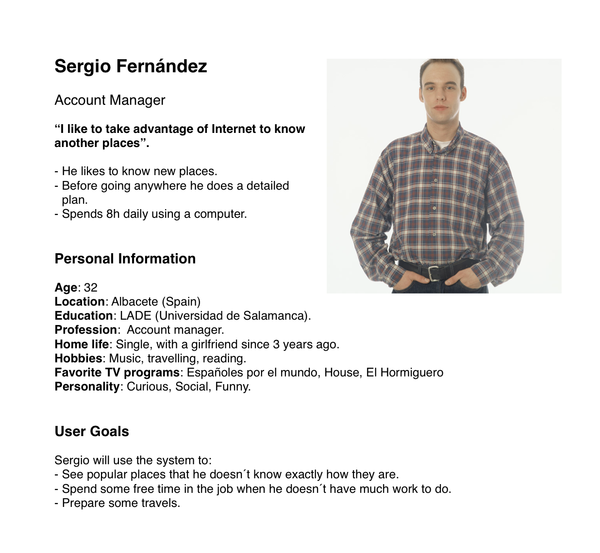 Sergio Fernández
Account Manager
“I like to take advantage of Internet to know
another places”.
- He likes to know new places.
- Before going anywhere he does a detailed
plan.
- Spends 8h daily using a computer.
Personal Information
Age: 32
Location: Albacete (Spain)
Education: LADE (Universidad de Salamanca).
Profession:  Account manager.
Home life: Single, with a girlfriend since 3 years ago.
Hobbies: Music, travelling, reading.
Favorite TV programs: Españoles por el mundo, House, El Hormiguero
Personality: Curious, Social, Funny.
User Goals
Sergio will use the system to:
- See popular places that he doesn´t know exactly how they are.
- Spend some free time in the job when he doesn´t have much work to do.
- Prepare some travels.